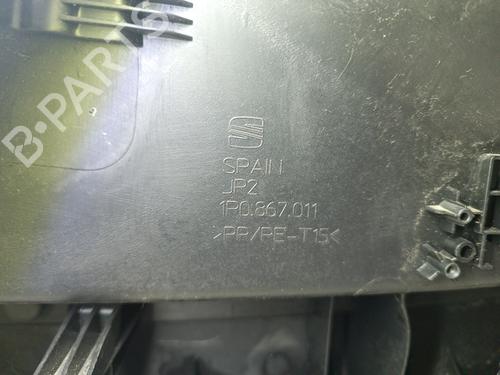 B-PARTS
SPAIN
JP2
1P0.867.011
>PP/PE-T15<